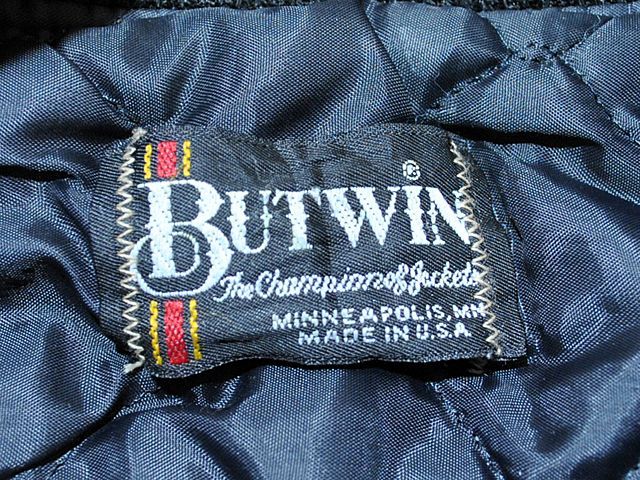 BUTWIN®
The Champion of Jackets
MINNEAPOLIS, MN
MADE IN U.S.A.